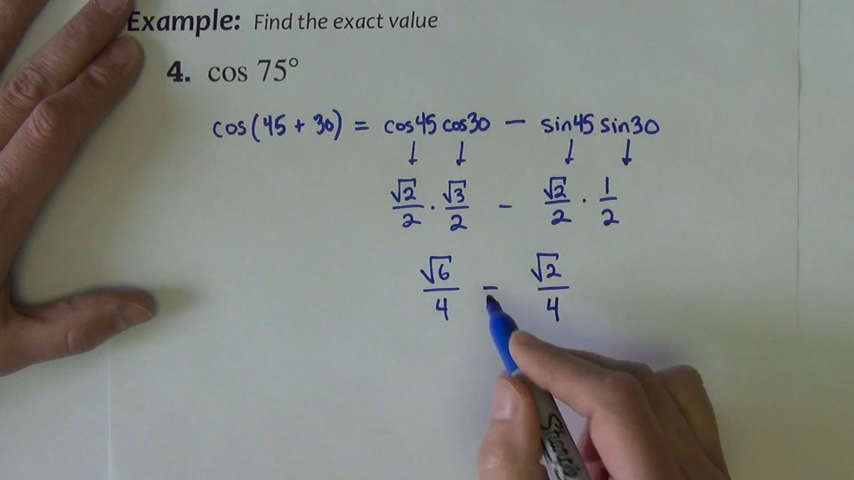 Example: Find the exact value
4. cos 75°
cos(45 + 30) = cos45 cos30 − sin45 sin30
↓ ↓ ↓ ↓
√2/2 · √3/2 − √2/2 · 1/2
√6/4 − √2/4
Sharpie